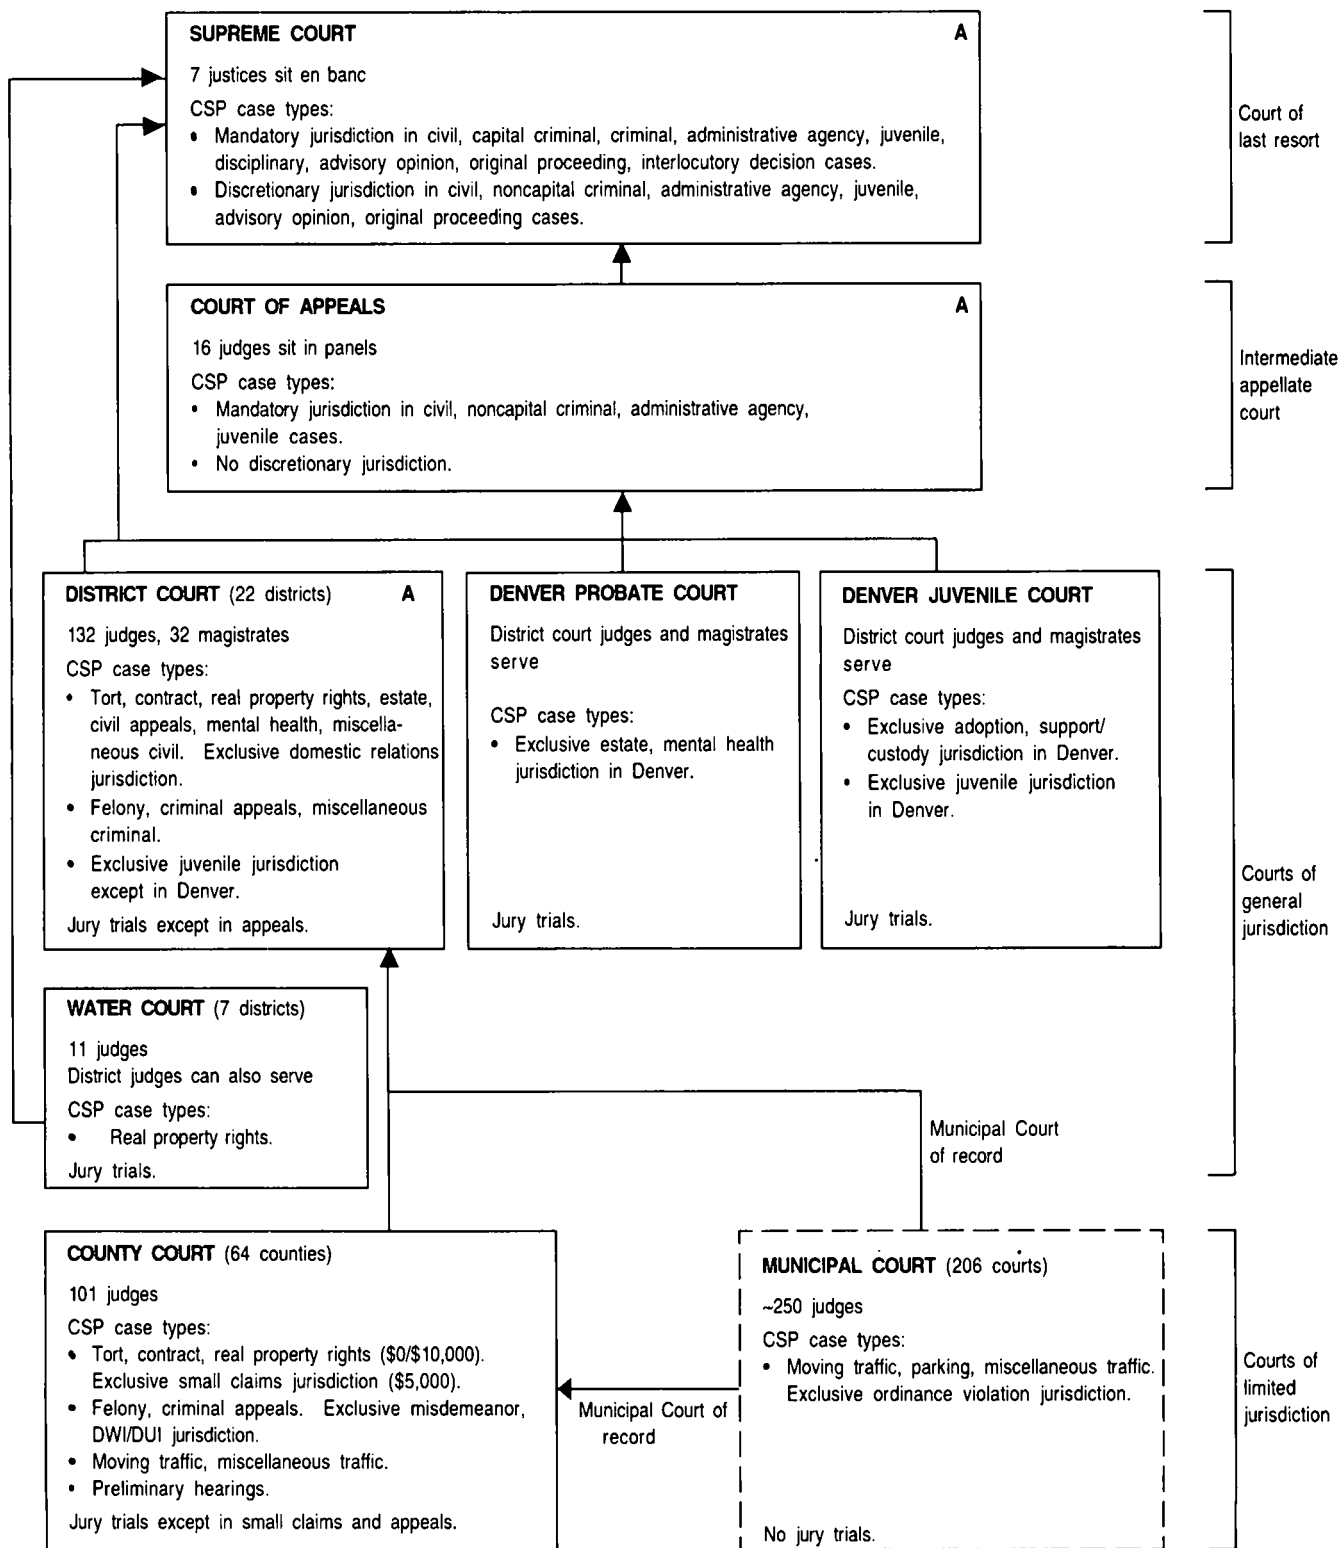 SUPREME COURT A
7 justices sit en banc
CSP case types:
• Mandatory jurisdiction in civil, capital criminal, criminal, administrative agency, juvenile,
disciplinary, advisory opinion, original proceeding, interlocutory decision cases.
• Discretionary jurisdiction in civil, noncapital criminal, administrative agency, juvenile,
advisory opinion, original proceeding cases.
Court of
last resort
COURT OF APPEALS A
16 judges sit in panels
CSP case types:
• Mandatory jurisdiction in civil, noncapital criminal, administrative agency,
juvenile cases.
• No discretionary jurisdiction.
Intermediate
appellate
court
DISTRICT COURT (22 districts) A
132 judges, 32 magistrates
CSP case types:
• Tort, contract, real property rights, estate,
civil appeals, mental health, miscella-
neous civil. Exclusive domestic relations
jurisdiction.
• Felony, criminal appeals, miscellaneous
criminal.
• Exclusive juvenile jurisdiction
except in Denver.
Jury trials except in appeals.
DENVER PROBATE COURT
District court judges and magistrates
serve
CSP case types:
• Exclusive estate, mental health
jurisdiction in Denver.
Jury trials.
DENVER JUVENILE COURT
District court judges and magistrates
serve
CSP case types:
• Exclusive adoption, support/
custody jurisdiction in Denver.
• Exclusive juvenile jurisdiction
in Denver.
Jury trials.
Courts of
general
jurisdiction
WATER COURT (7 districts)
11 judges
District judges can also serve
CSP case types:
• Real property rights.
Jury trials.
Municipal Court
of record
COUNTY COURT (64 counties)
101 judges
CSP case types:
• Tort, contract, real property rights ($0/$10,000).
Exclusive small claims jurisdiction ($5,000).
• Felony, criminal appeals. Exclusive misdemeanor,
DWI/DUI jurisdiction.
• Moving traffic, miscellaneous traffic.
• Preliminary hearings.
Jury trials except in small claims and appeals.
Municipal Court of
record
MUNICIPAL COURT (206 courts)
~250 judges
CSP case types:
• Moving traffic, parking, miscellaneous traffic.
Exclusive ordinance violation jurisdiction.
No jury trials.
Courts of
limited
jurisdiction